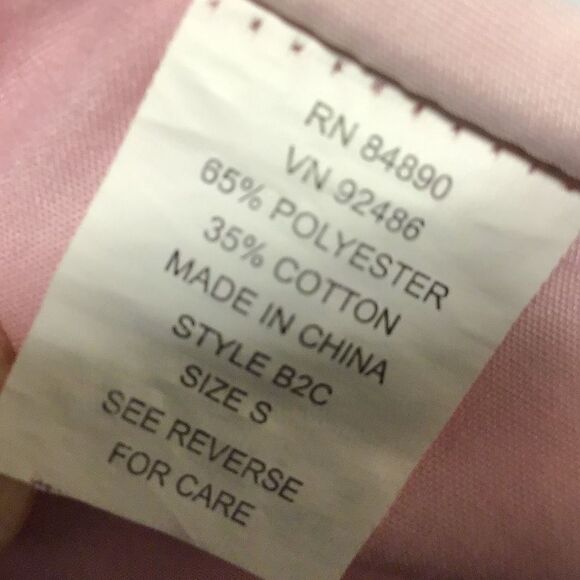 RN 84890
VN 92486
65% POLYESTER
35% COTTON
MADE IN CHINA
STYLE B2C
SIZE S
SEE REVERSE
FOR CARE